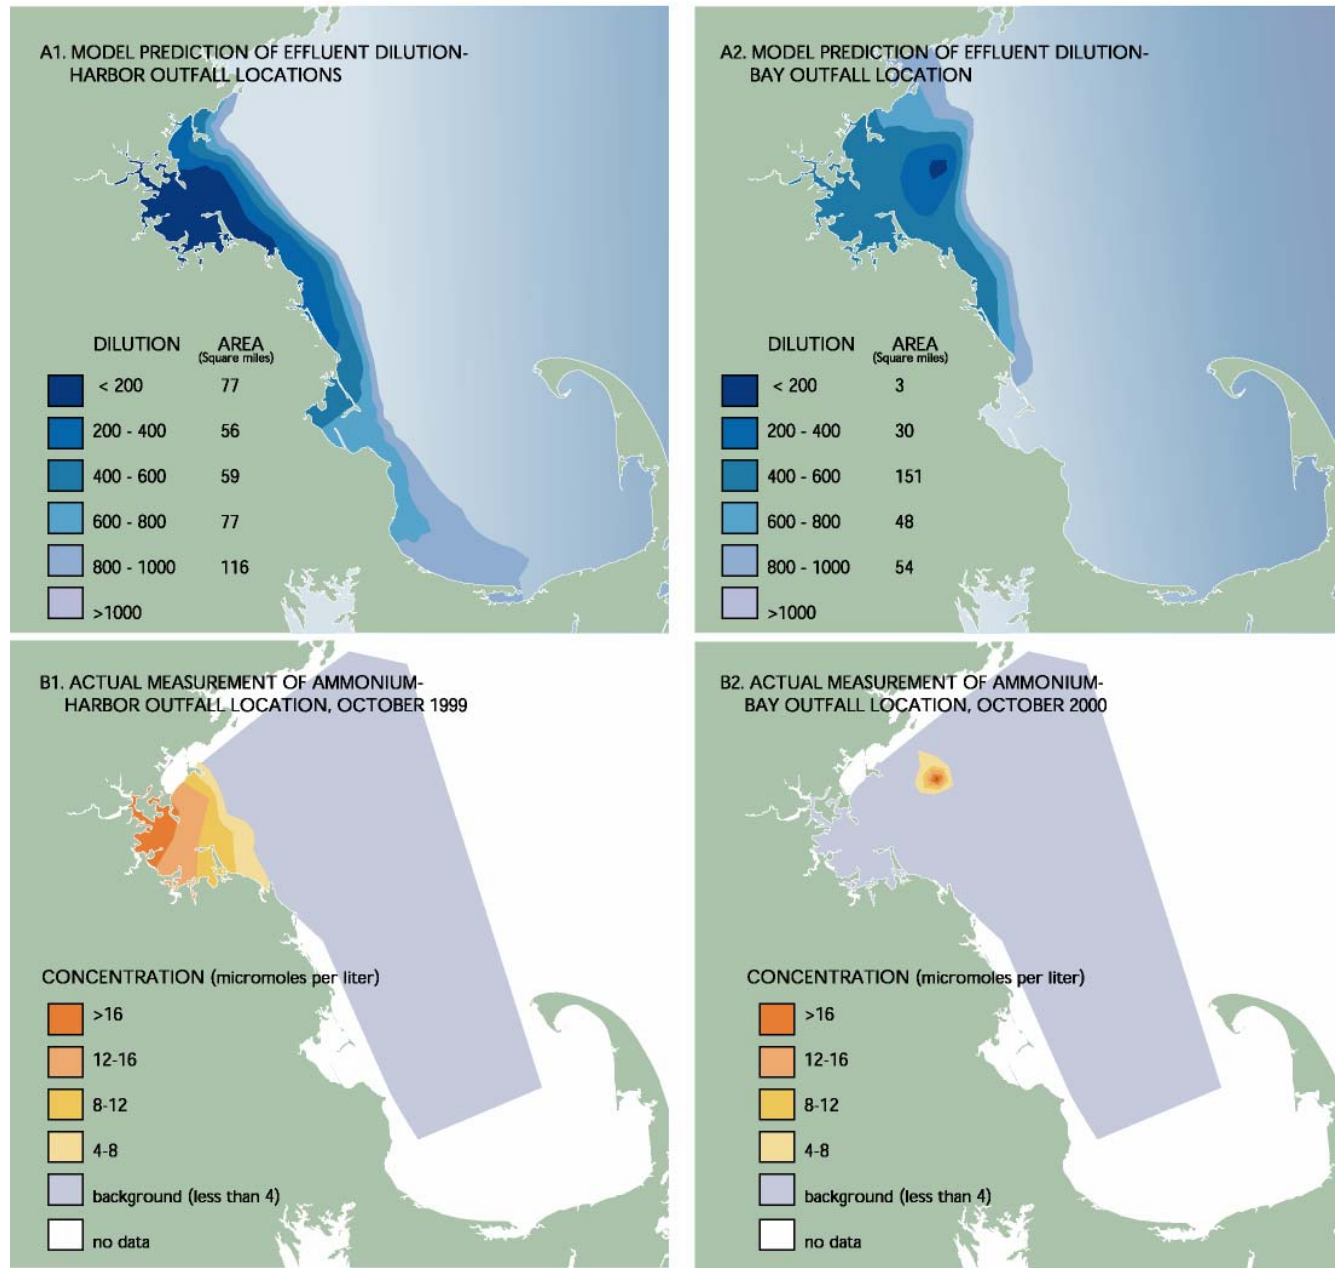 A1. MODEL PREDICTION OF EFFLUENT DILUTION-
HARBOR OUTFALL LOCATIONS
DILUTION AREA
(Square miles)
< 200 77
200 - 400 56
400 - 600 59
600 - 800 77
800 - 1000 116
>1000
A2. MODEL PREDICTION OF EFFLUENT DILUTION-
BAY OUTFALL LOCATION
DILUTION AREA
(Square miles)
< 200 3
200 - 400 30
400 - 600 151
600 - 800 48
800 - 1000 54
>1000
B1. ACTUAL MEASUREMENT OF AMMONIUM-
HARBOR OUTFALL LOCATION, OCTOBER 1999
CONCENTRATION (micromoles per liter)
>16
12-16
8-12
4-8
background (less than 4)
no data
B2. ACTUAL MEASUREMENT OF AMMONIUM-
BAY OUTFALL LOCATION, OCTOBER 2000
CONCENTRATION (micromoles per liter)
>16
12-16
8-12
4-8
background (less than 4)
no data